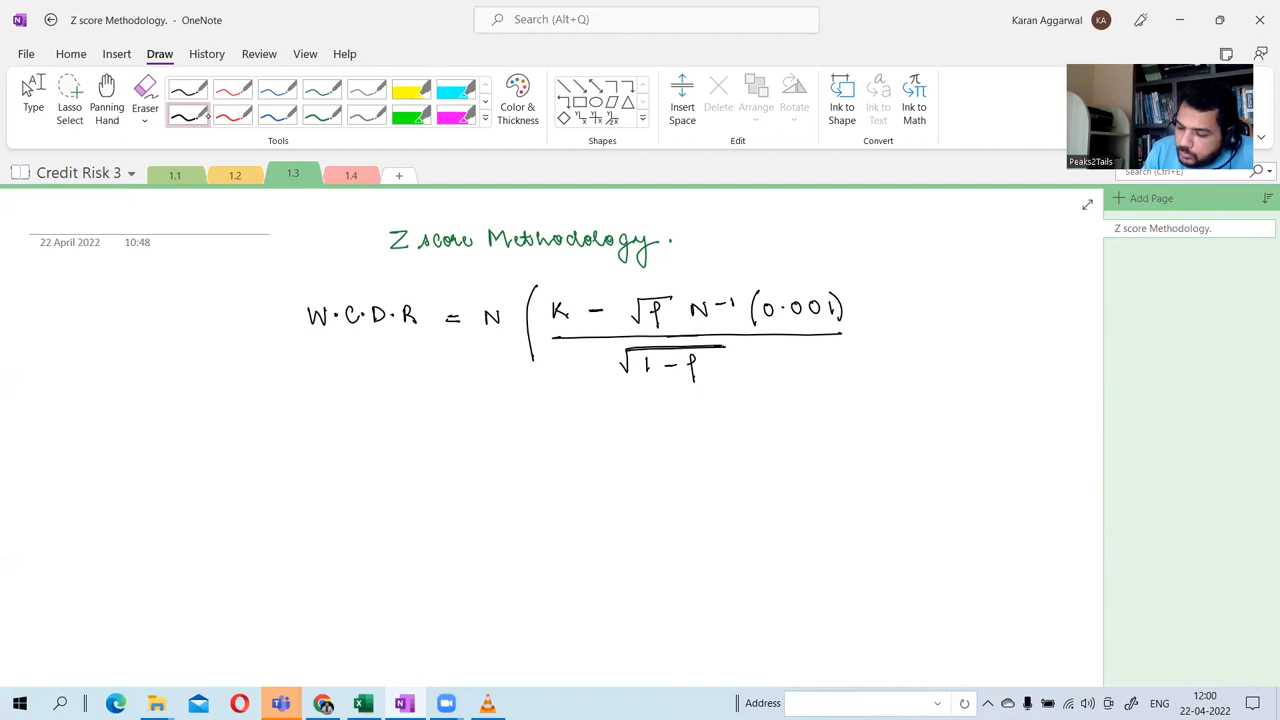 Z score Methodology. - OneNote
Search (Alt+Q)
Karan Aggarwal
KA
File Home Insert Draw History Review View Help
Type
Lasso Select
Panning Hand
Eraser
Color & Thickness
Insert Space
Delete
Arrange
Rotate
Ink to Shape
Ink to Text
Ink to Math
Tools
Shapes
Edit
Convert
Peaks2Tails
Credit Risk 3
1.1
1.2
1.3
1.4
Search (Ctrl+E)
Add Page
Z score Methodology.
22 April 2022 10:48
Z score Methodology.
W.C.D.R = N ( K - √ρ N⁻¹ (0.001)
√1-ρ
Address
ENG
12:00
22-04-2022